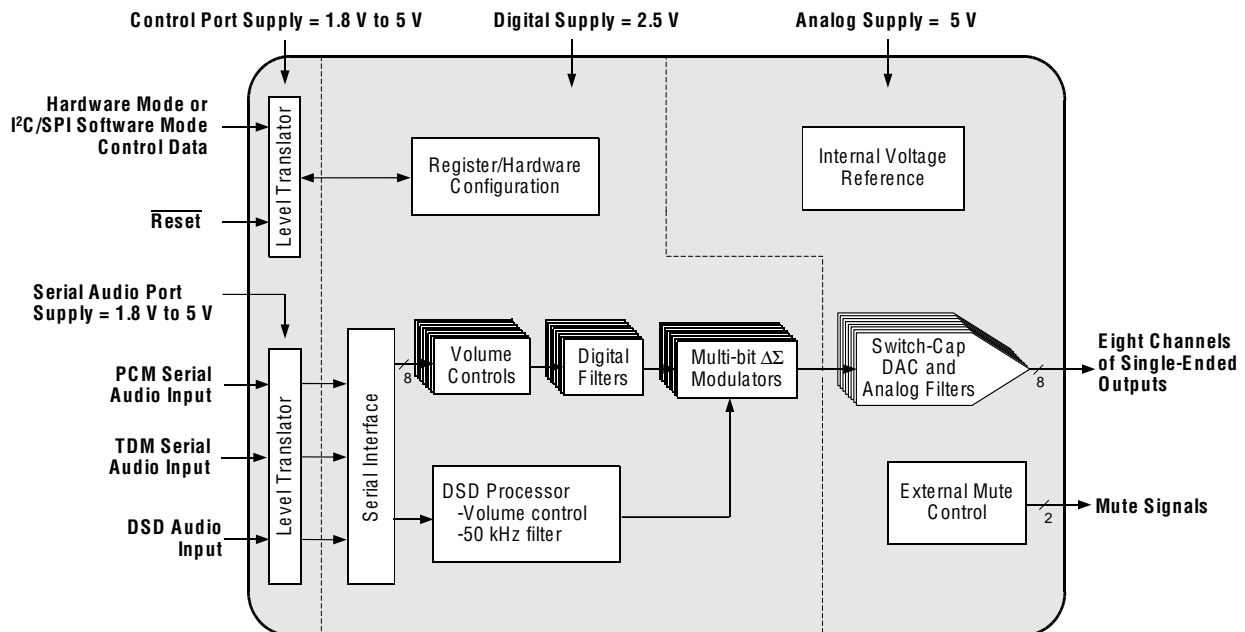 Control Port Supply = 1.8 V to 5 V
Digital Supply = 2.5 V
Analog Supply = 5 V
Hardware Mode or
I²C/SPI Software Mode
Control Data
Reset
Level Translator
Register/Hardware
Configuration
Internal Voltage
Reference
Serial Audio Port
Supply = 1.8 V to 5 V
PCM Serial
Audio Input
TDM Serial
Audio Input
DSD Audio
Input
Level Translator
Serial Interface
8
Volume
Controls
Digital
Filters
Multi-bit ΔΣ
Modulators
Switch-Cap
DAC and
Analog Filters
8
Eight Channels
of Single-Ended
Outputs
DSD Processor
-Volume control
-50 kHz filter
External Mute
Control
2
Mute Signals